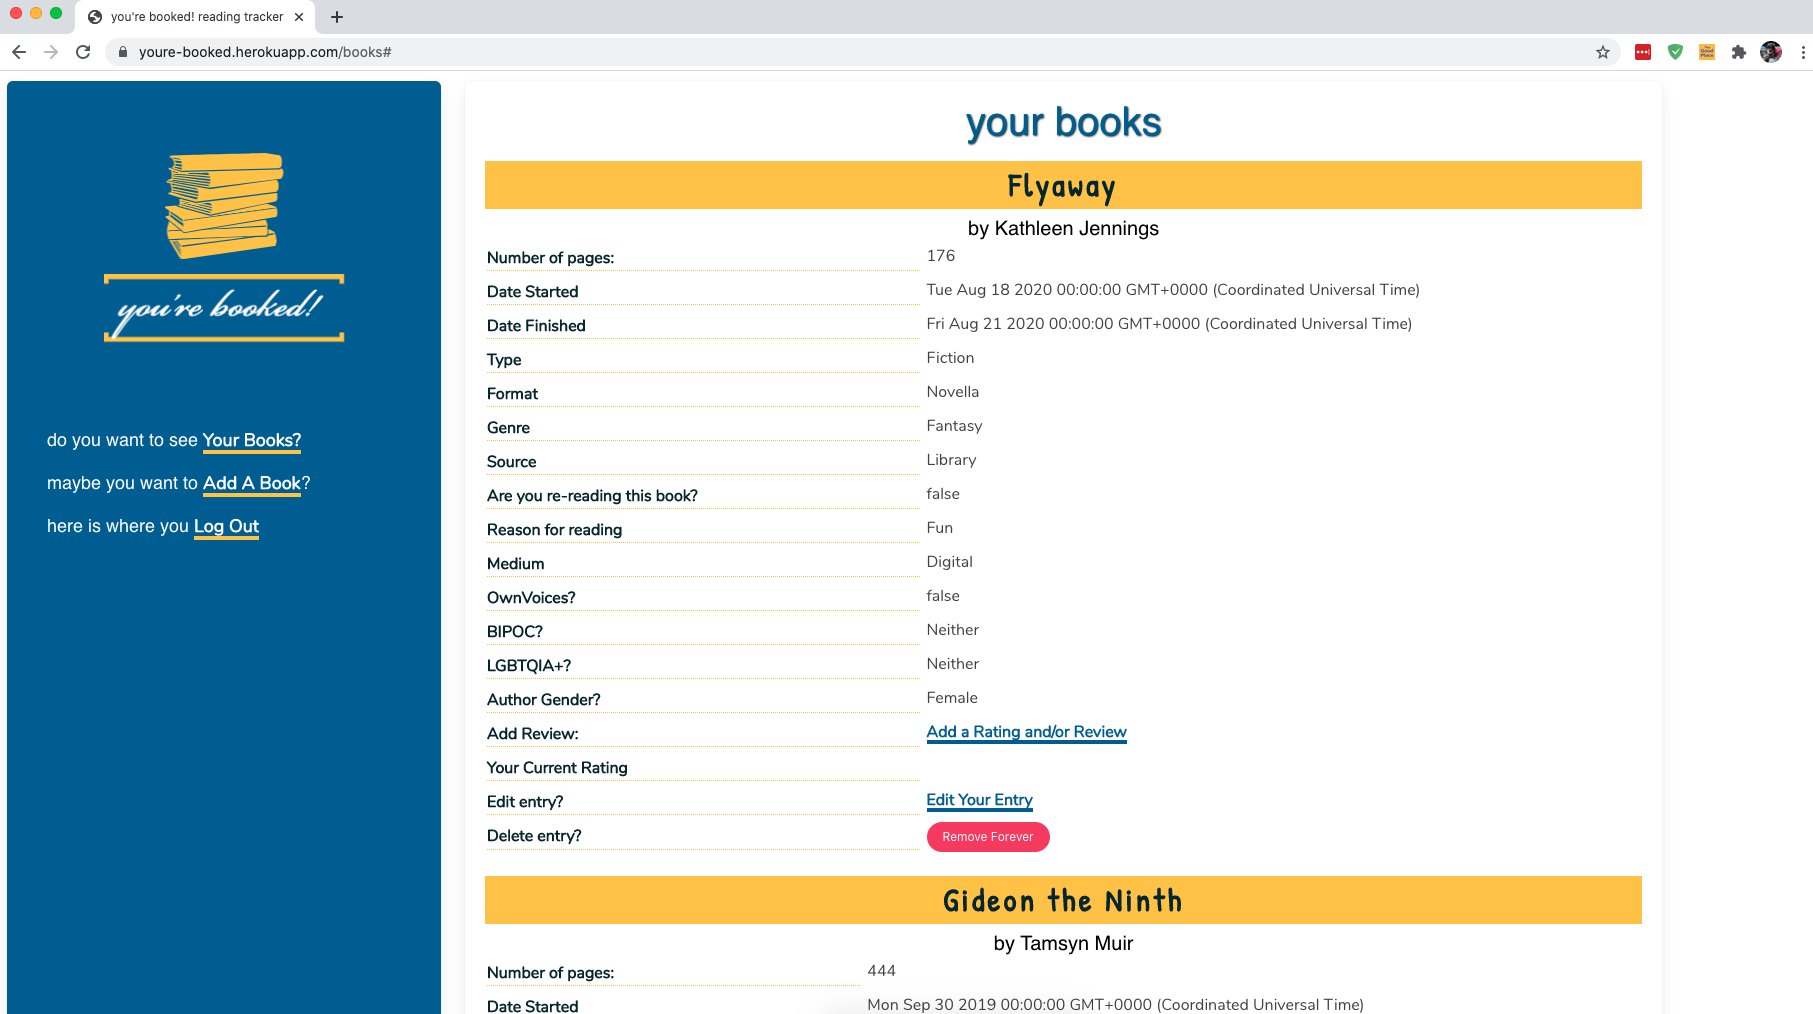 you're booked! reading tracker
youre-booked.herokuapp.com/books#
you're booked!
do you want to see Your Books?
maybe you want to Add A Book?
here is where you Log Out
your books
Flyaway
by Kathleen Jennings
Number of pages: 176
Date Started Tue Aug 18 2020 00:00:00 GMT+0000 (Coordinated Universal Time)
Date Finished Fri Aug 21 2020 00:00:00 GMT+0000 (Coordinated Universal Time)
Type Fiction
Format Novella
Genre Fantasy
Source Library
Are you re-reading this book? false
Reason for reading Fun
Medium Digital
OwnVoices? false
BIPOC? Neither
LGBTQIA+? Neither
Author Gender? Female
Add Review: Add a Rating and/or Review
Your Current Rating
Edit entry? Edit Your Entry
Delete entry? Remove Forever
Gideon the Ninth
by Tamsyn Muir
Number of pages: 444
Date Started Mon Sep 30 2019 00:00:00 GMT+0000 (Coordinated Universal Time)